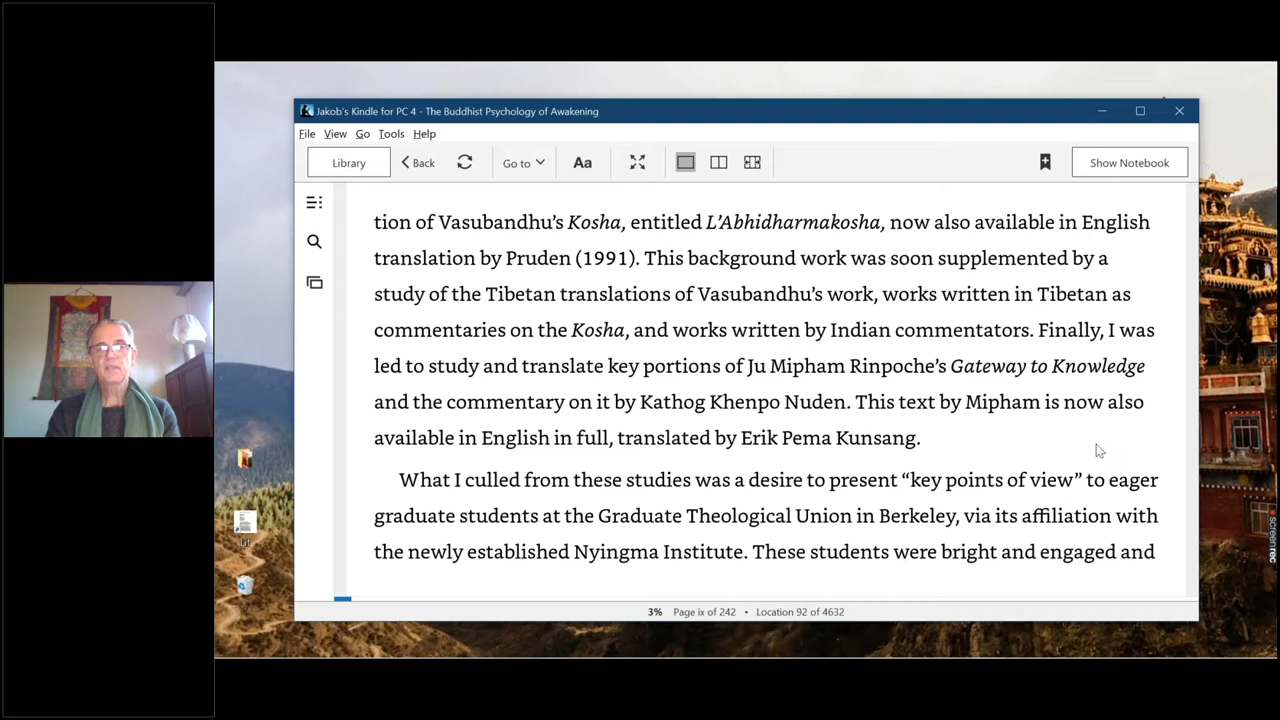 Jakob's Kindle for PC 4 - The Buddhist Psychology of Awakening
File View Go Tools Help
Library Back Go to Aa Show Notebook
tion of Vasubandhu's Kosha, entitled L'Abhidharmakosha, now also available in English
translation by Pruden (1991). This background work was soon supplemented by a
study of the Tibetan translations of Vasubandhu's work, works written in Tibetan as
commentaries on the Kosha, and works written by Indian commentators. Finally, I was
led to study and translate key portions of Ju Mipham Rinpoche's Gateway to Knowledge
and the commentary on it by Kathog Khenpo Nuden. This text by Mipham is now also
available in English in full, translated by Erik Pema Kunsang.
What I culled from these studies was a desire to present “key points of view” to eager
graduate students at the Graduate Theological Union in Berkeley, via its affiliation with
the newly established Nyingma Institute. These students were bright and engaged and
3% Page ix of 242 • Location 92 of 4632
Lit
screenrec